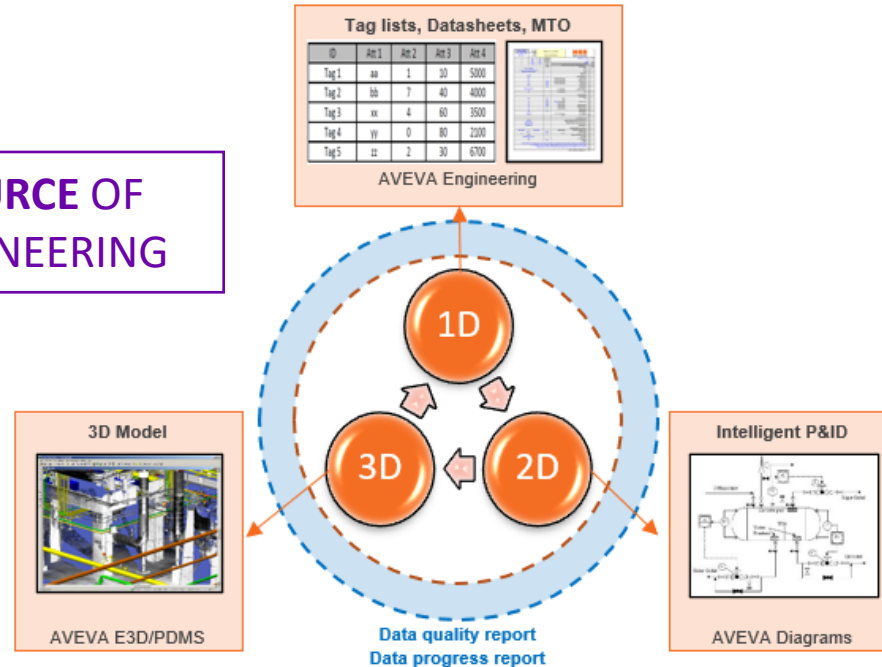 Tag lists, Datasheets, MTO
ID Att 1 Att 2 Att 3 Att 4
Tag 1 aa 1 10 5000
Tag 2 bb 7 40 4000
Tag 3 xx 4 60 3500
Tag 4 yy 0 80 2100
Tag 5 zz 2 30 6700
AVEVA Engineering
URCE OF
NEERING
1D
3D
2D
3D Model
AVEVA E3D/PDMS
Intelligent P&ID
AVEVA Diagrams
Data quality report
Data progress report